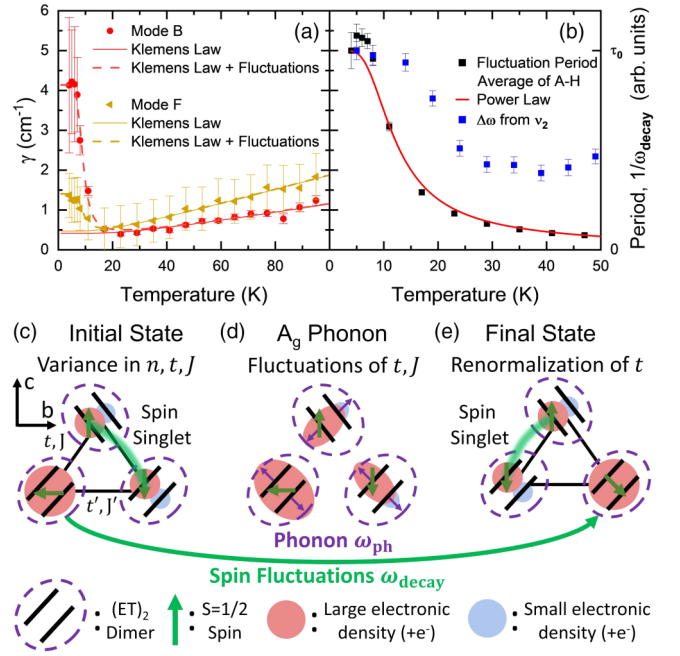 (a)
Mode B
Klemens Law
Klemens Law + Fluctuations
Mode F
Klemens Law
Klemens Law + Fluctuations
γ (cm⁻¹)
6
5
4
3
2
1
0
0 20 40 60 80
Temperature (K)
(b)
Fluctuation Period
Average of A-H
Power Law
Δω from ν₂
τ₀
0
Period, 1/ω_decay (arb. units)
0 10 20 30 40 50
Temperature (K)
(c) Initial State
Variance in n, t, J
c
b
t, J
Spin
Singlet
t′, J′
(d) A_g Phonon
Fluctuations of t, J
Phonon ω_ph
(e) Final State
Renormalization of t
Spin
Singlet
Spin Fluctuations ω_decay
: (ET)₂
Dimer
: S=1/2
Spin
: Large electronic
density (+e⁻)
: Small electronic
density (+e⁻)